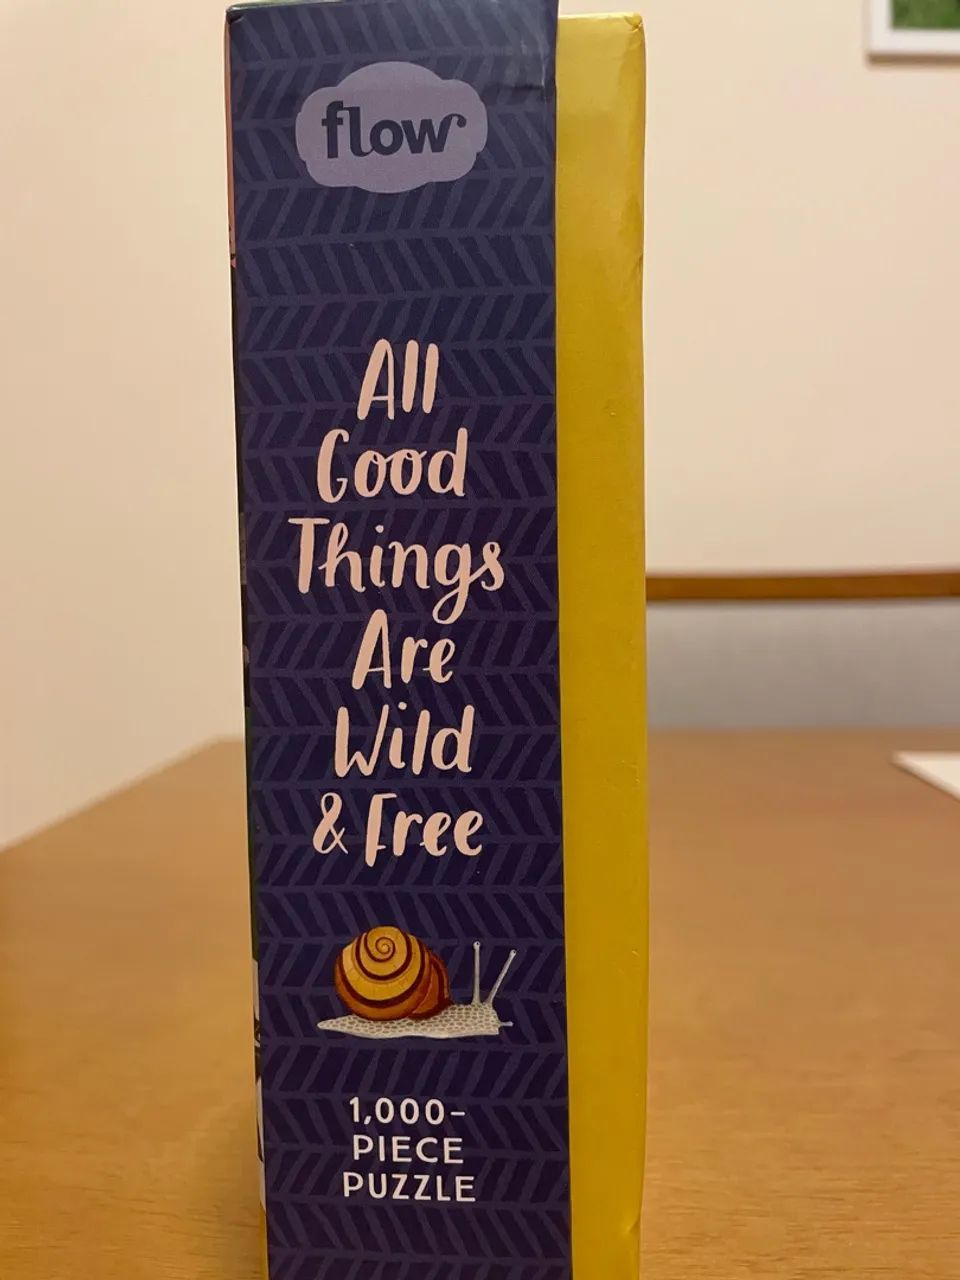 flow
All
Good
Things
Are
Wild
& Free
1,000-
PIECE
PUZZLE